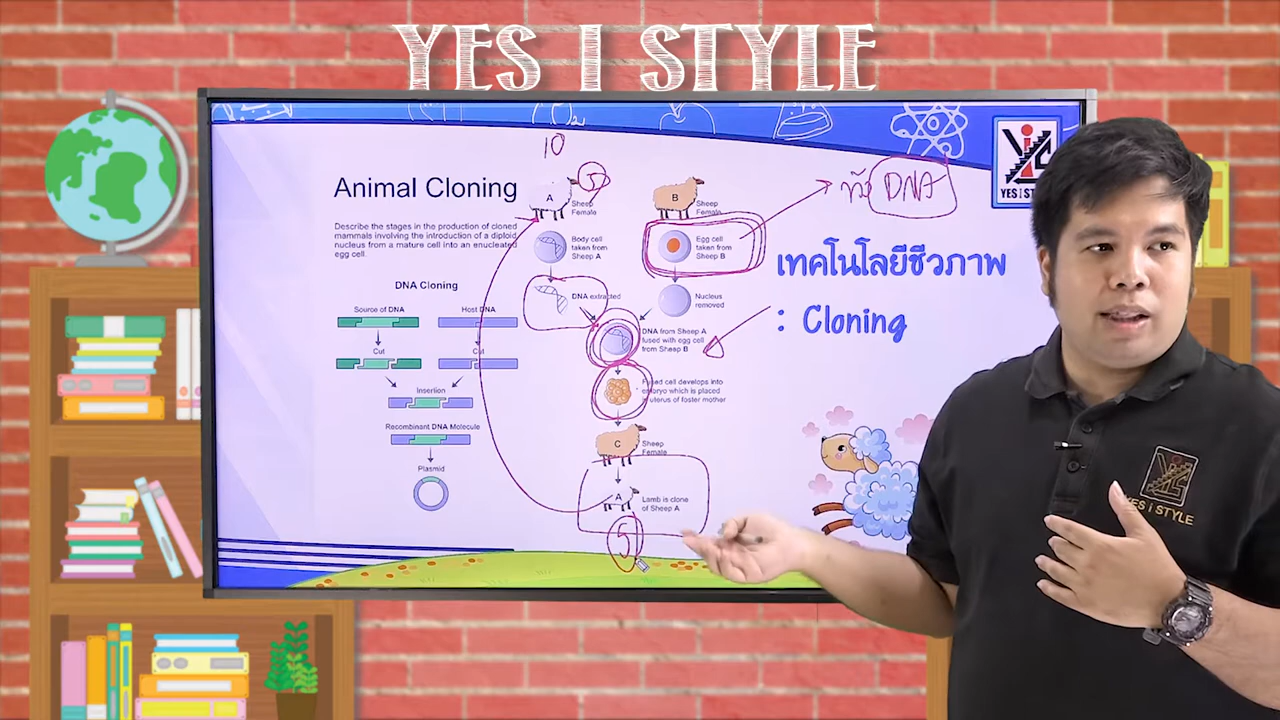 YES I STYLE
10
Animal Cloning
5
A
Sheep
Female
B
Sheep
Female
ทิ้ง DNA
YES I STYLE
Describe the stages in the production of cloned
mammals involving the introduction of a diploid
nucleus from a mature cell into an enucleated
egg cell.
Body cell
taken from
Sheep A
Egg cell
taken from
Sheep B
เทคโนโลยีชีวภาพ
: Cloning
DNA Cloning
Source of DNA
Host DNA
Cut
Cut
Insertion
Recombinant DNA Molecule
Plasmid
DNA extracted
Nucleus
removed
DNA from Sheep A
fused with egg cell
from Sheep B
Fused cell develops into
embryo which is placed
in uterus of foster mother
C
Sheep
Female
A
Lamb is clone
of Sheep A
5
YES i STYLE